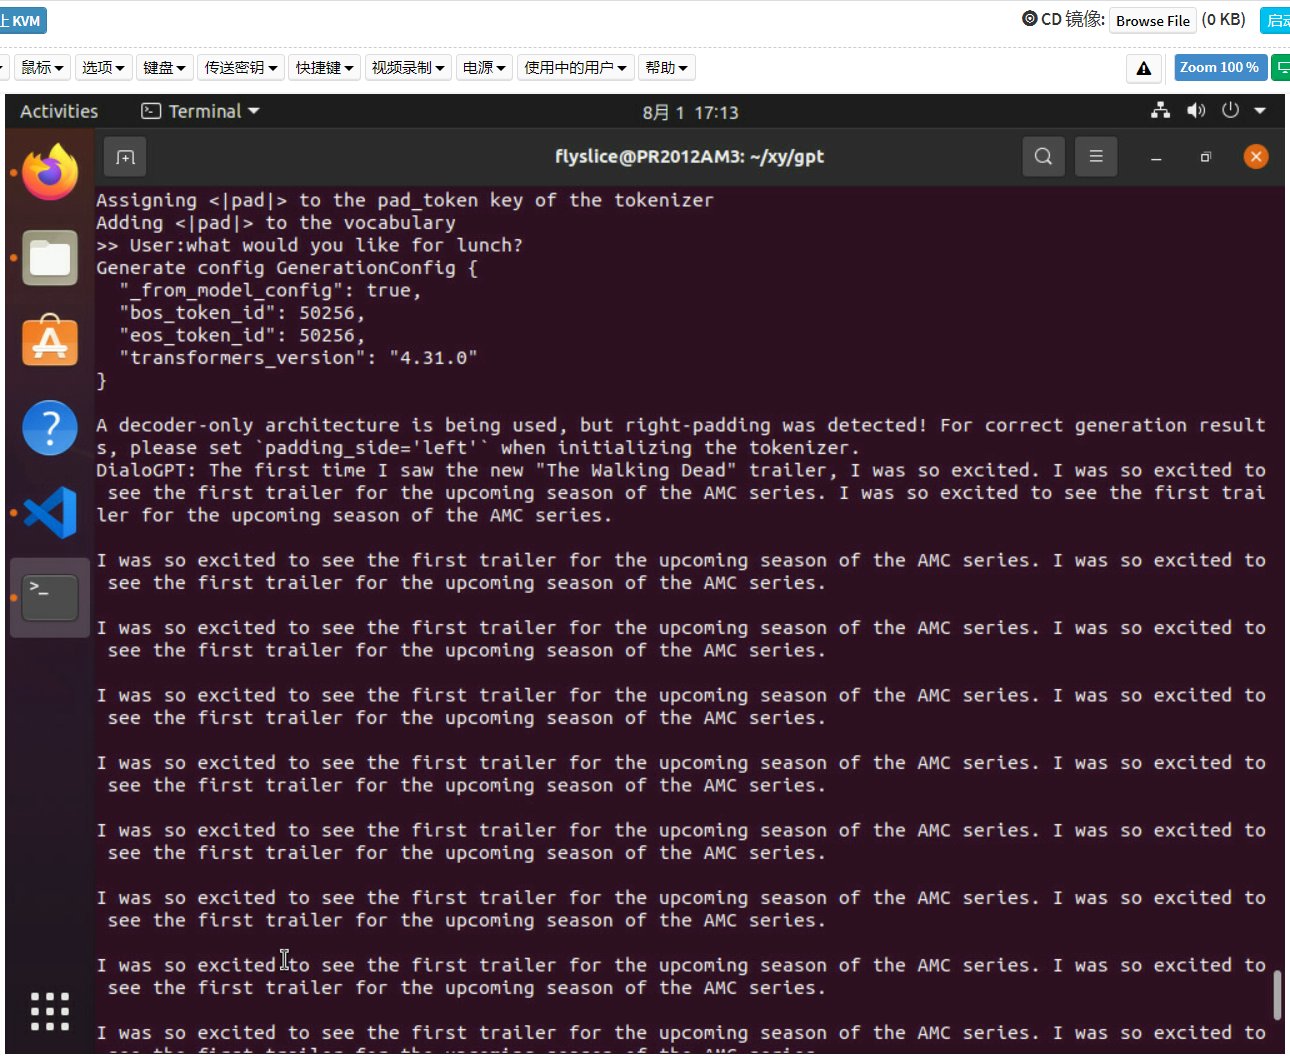 上 KVM
CD 镜像: Browse File (0 KB) 启动
鼠标 选项 键盘 传送密钥 快捷键 视频录制 电源 使用中的用户 帮助 Zoom 100 %
Activities Terminal 8月 1 17:13
flyslice@PR2012AM3: ~/xy/gpt
Assigning <|pad|> to the pad_token key of the tokenizer
Adding <|pad|> to the vocabulary
>> User:what would you like for lunch?
Generate config GenerationConfig {
"_from_model_config": true,
"bos_token_id": 50256,
"eos_token_id": 50256,
"transformers_version": "4.31.0"
}
A decoder-only architecture is being used, but right-padding was detected! For correct generation result
s, please set `padding_side='left'` when initializing the tokenizer.
DialoGPT: The first time I saw the new "The Walking Dead" trailer, I was so excited. I was so excited to
see the first trailer for the upcoming season of the AMC series. I was so excited to see the first trai
ler for the upcoming season of the AMC series.
I was so excited to see the first trailer for the upcoming season of the AMC series. I was so excited to
see the first trailer for the upcoming season of the AMC series.
I was so excited to see the first trailer for the upcoming season of the AMC series. I was so excited to
see the first trailer for the upcoming season of the AMC series.
I was so excited to see the first trailer for the upcoming season of the AMC series. I was so excited to
see the first trailer for the upcoming season of the AMC series.
I was so excited to see the first trailer for the upcoming season of the AMC series. I was so excited to
see the first trailer for the upcoming season of the AMC series.
I was so excited to see the first trailer for the upcoming season of the AMC series. I was so excited to
see the first trailer for the upcoming season of the AMC series.
I was so excited to see the first trailer for the upcoming season of the AMC series. I was so excited to
see the first trailer for the upcoming season of the AMC series.
I was so excited to see the first trailer for the upcoming season of the AMC series. I was so excited to
see the first trailer for the upcoming season of the AMC series.
I was so excited to see the first trailer for the upcoming season of the AMC series. I was so excited to
see the first trailer for the upcoming season of the AMC series.